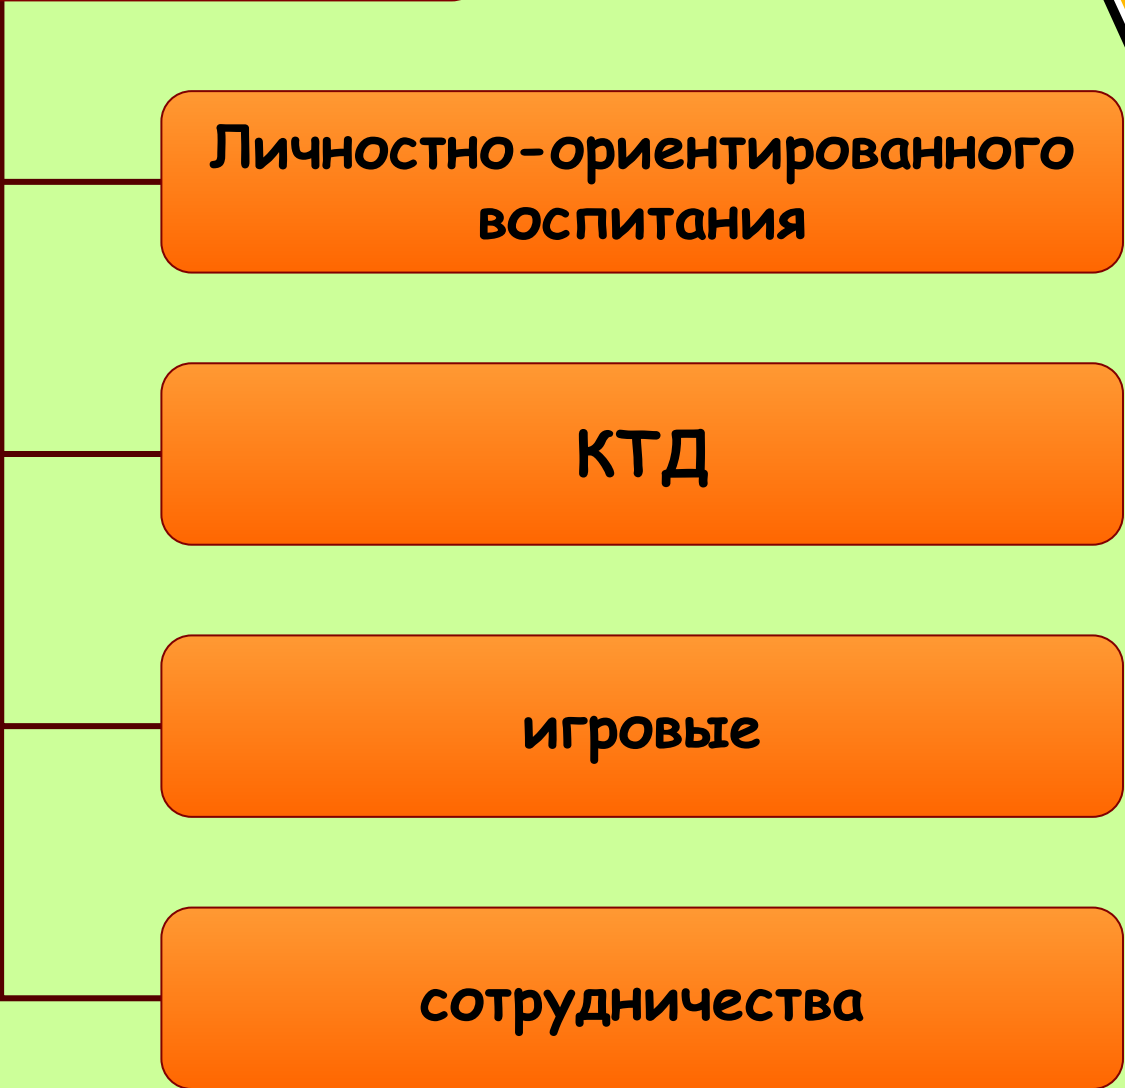 Личностно-ориентированного
воспитания
КТД
игровые
сотрудничества